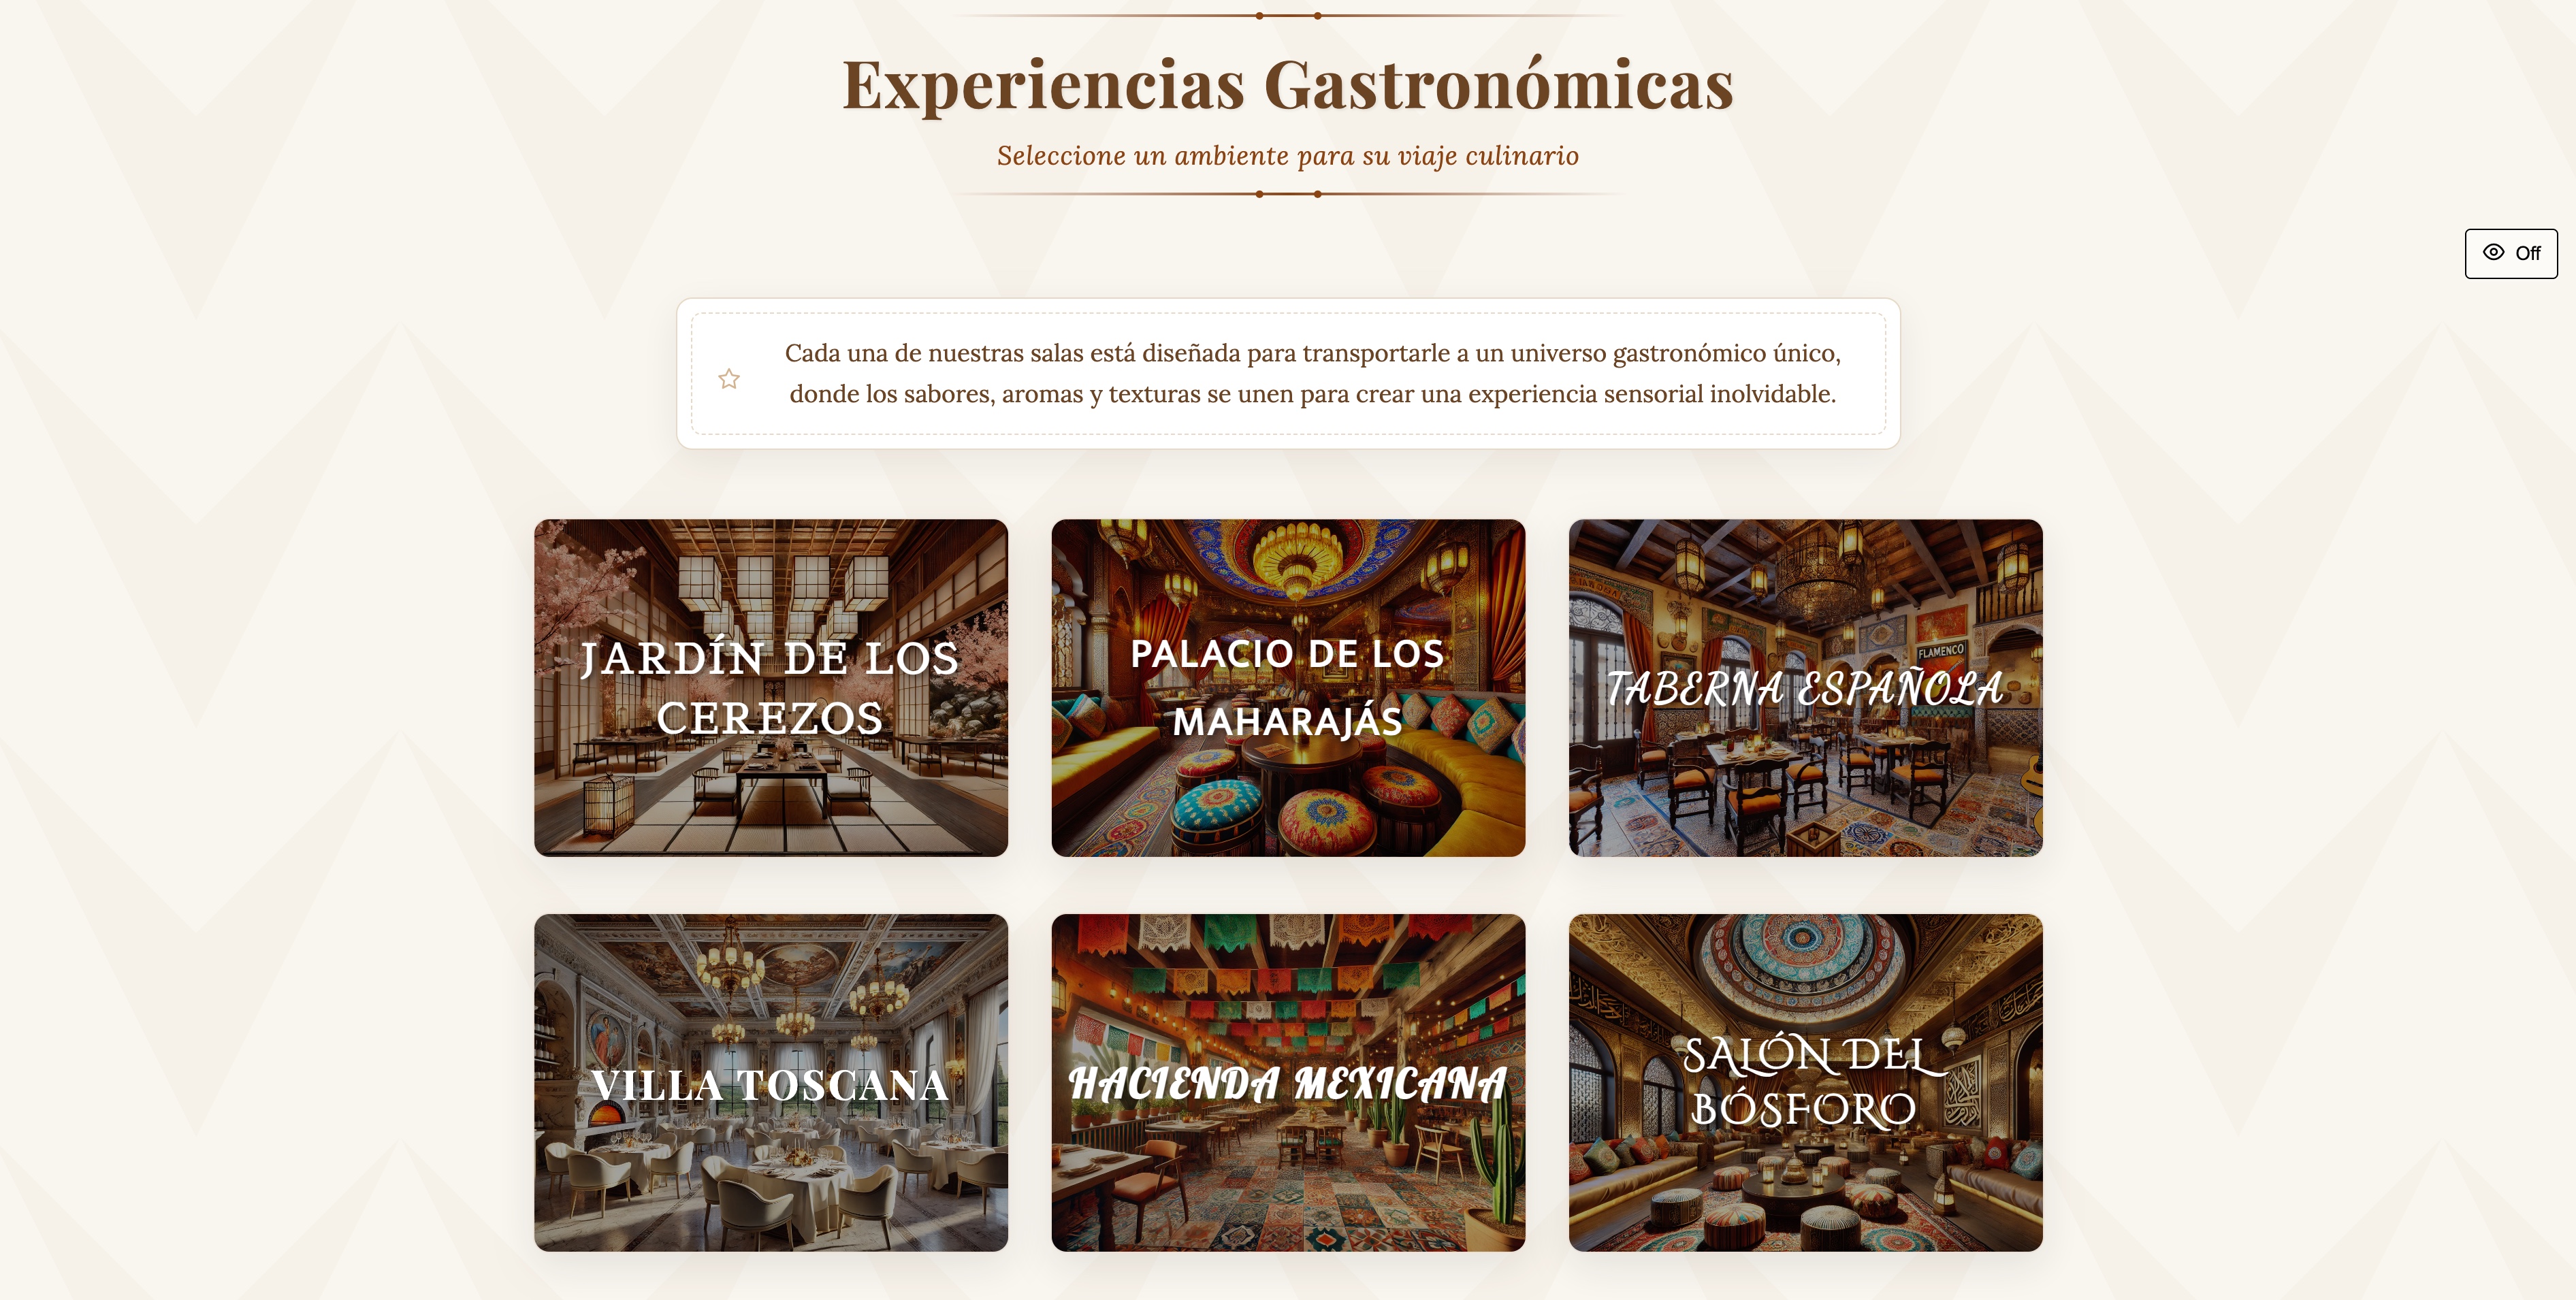 Experiencias Gastronómicas
Seleccione un ambiente para su viaje culinario
Off
Cada una de nuestras salas está diseñada para transportarle a un universo gastronómico único,
donde los sabores, aromas y texturas se unen para crear una experiencia sensorial inolvidable.
JARDÍN DE LOS
CEREZOS
PALACIO DE LOS
MAHARAJÁS
FLAMENCO
TABERNA ESPAÑOLA
VILLA TOSCANA
HACIENDA MEXICANA
SALÓN DEL
BÓSFORO